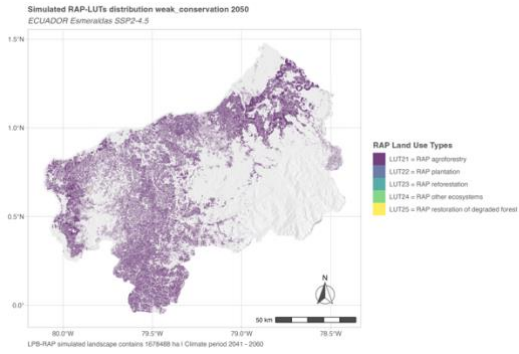 Simulated RAP-LUTs distribution weak_conservation 2050
ECUADOR Esmeraldas SSP2-4.5
1.5°N
1.0°N
0.5°N
0.0°
80.0°W
79.5°W
79.0°W
78.5°W
N
50 km
RAP Land Use Types
LUT21 = RAP agroforestry
LUT22 = RAP plantation
LUT23 = RAP reforestation
LUT24 = RAP other ecosystems
LUT25 = RAP restoration of degraded forest
LPB-RAP simulated landscape contains 1678488 ha | Climate period 2041 - 2060